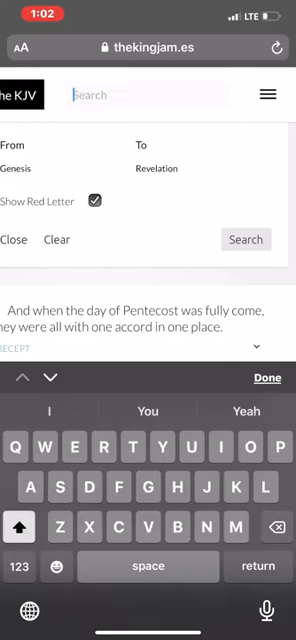 1:02
LTE
AA
thekingjam.es
he KJV
Search
From To
Genesis Revelation
Show Red Letter
Close Clear Search
And when the day of Pentecost was fully come,
hey were all with one accord in one place.
RECEPT
Done
I You Yeah
Q W E R T Y U I O P
A S D F G H J K L
Z X C V B N M
123 space return